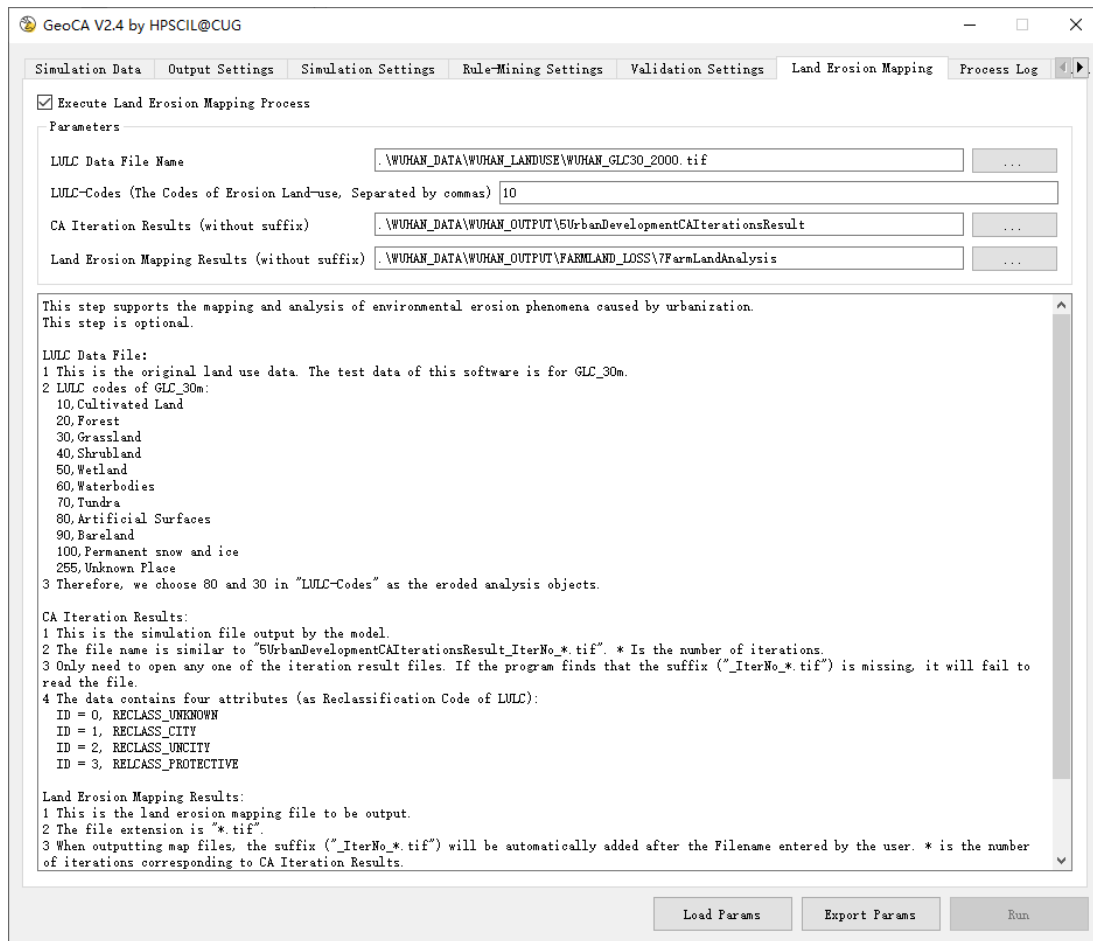 GeoCA V2.4 by HPSCIL@CUG
Simulation Data Output Settings Simulation Settings Rule-Mining Settings Validation Settings Land Erosion Mapping Process Log
Execute Land Erosion Mapping Process
Parameters
LULC Data File Name .\WUHAN_DATA\WUHAN_LANDUSE\WUHAN_GLC30_2000.tif ...
LULC-Codes (The Codes of Erosion Land-use, Separated by commas) 10
CA Iteration Results (without suffix) .\WUHAN_DATA\WUHAN_OUTPUT\5UrbanDevelopmentCAIterationsResult ...
Land Erosion Mapping Results (without suffix) .\WUHAN_DATA\WUHAN_OUTPUT\FARMLAND_LOSS\7FarmLandAnalysis ...
This step supports the mapping and analysis of environmental erosion phenomena caused by urbanization.
This step is optional.
LULC Data File:
1 This is the original land use data. The test data of this software is for GLC_30m.
2 LULC codes of GLC_30m:
10,Cultivated Land
20,Forest
30,Grassland
40,Shrubland
50,Wetland
60,Waterbodies
70,Tundra
80,Artificial Surfaces
90,Bareland
100,Permanent snow and ice
255,Unknown Place
3 Therefore, we choose 80 and 30 in "LULC-Codes" as the eroded analysis objects.
CA Iteration Results:
1 This is the simulation file output by the model.
2 The file name is similar to "5UrbanDevelopmentCAIterationsResult_IterNo_*.tif". * Is the number of iterations.
3 Only need to open any one of the iteration result files. If the program finds that the suffix ("_IterNo_*.tif") is missing, it will fail to
read the file.
4 The data contains four attributes (as Reclassification Code of LULC):
ID = 0, RECLASS_UNKNOWN
ID = 1, RECLASS_CITY
ID = 2, RECLASS_UNCITY
ID = 3, RELCASS_PROTECTIVE
Land Erosion Mapping Results:
1 This is the land erosion mapping file to be output.
2 The file extension is "*.tif".
3 When outputting map files, the suffix ("_IterNo_*.tif") will be automatically added after the Filename entered by the user. * is the number
of iterations corresponding to CA Iteration Results.
Load Params Export Params Run